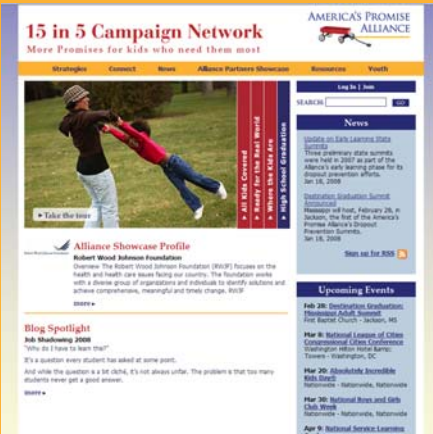 15 in 5 Campaign Network
More Promises for kids who need them most
AMERICA'S PROMISE
ALLIANCE
Strategies Connect News Alliance Partners Showcase Resources Youth
Take the tour
All Kids Covered
Ready for the Real World
Where the Kids Are
High School Graduation
Log In | Join
SEARCH
GO
News
Update on Early Learning State
Summits
Three preliminary state summits
were held in 2007 as part of the
Alliance's early learning phase for its
dropout prevention efforts.
Jan 18, 2008
Destination Graduation Summit
Announced
Mississippi will host, February 28, in
Jackson, the first of the America's
Promise Alliance's Dropout
Prevention Summits.
Jan 18, 2008
Sign up for RSS
Alliance Showcase Profile
Robert Wood Johnson Foundation
Overview The Robert Wood Johnson Foundation (RWJF) focuses on the
health and health care issues facing our country. The foundation works
with a diverse group of organizations and individuals to identify solutions and
achieve comprehensive, meaningful and timely change. RWJF
more
Blog Spotlight
Job Shadowing 2008
"Why do I have to learn this?"
It's a question every student has asked at some point.
And while the question is a bit cliché, it's not always unfair. The problem is that too many
students never get a good answer.
more
Upcoming Events
Feb 28: Destination Graduation:
Mississippi Adult Summit
First Baptist Church - Jackson, MS
Mar 8: National League of Cities
Congressional Cities Conference
Washington Hilton Hotel &amp;
Towers - Washington, DC
Mar 20: Absolutely Incredible
Kids Day®
Nationwide - Nationwide, Nationwide
Mar 30: National Boys and Girls
Club Week
Nationwide - Nationwide, Nationwide
Apr 9: National Service Learning